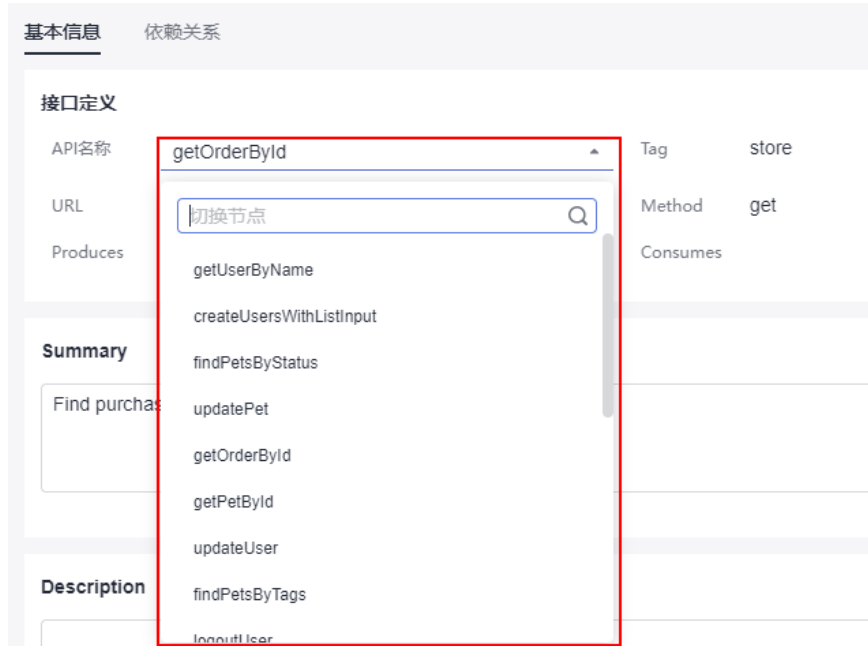 基本信息 依赖关系
接口定义
API名称 getOrderById Tag store
URL 切换节点 Method get
Produces Consumes
getUserByName
createUsersWithListInput
Summary
findPetsByStatus
Find purchas updatePet
getOrderById
getPetById
updateUser
Description findPetsByTags
logoutUser